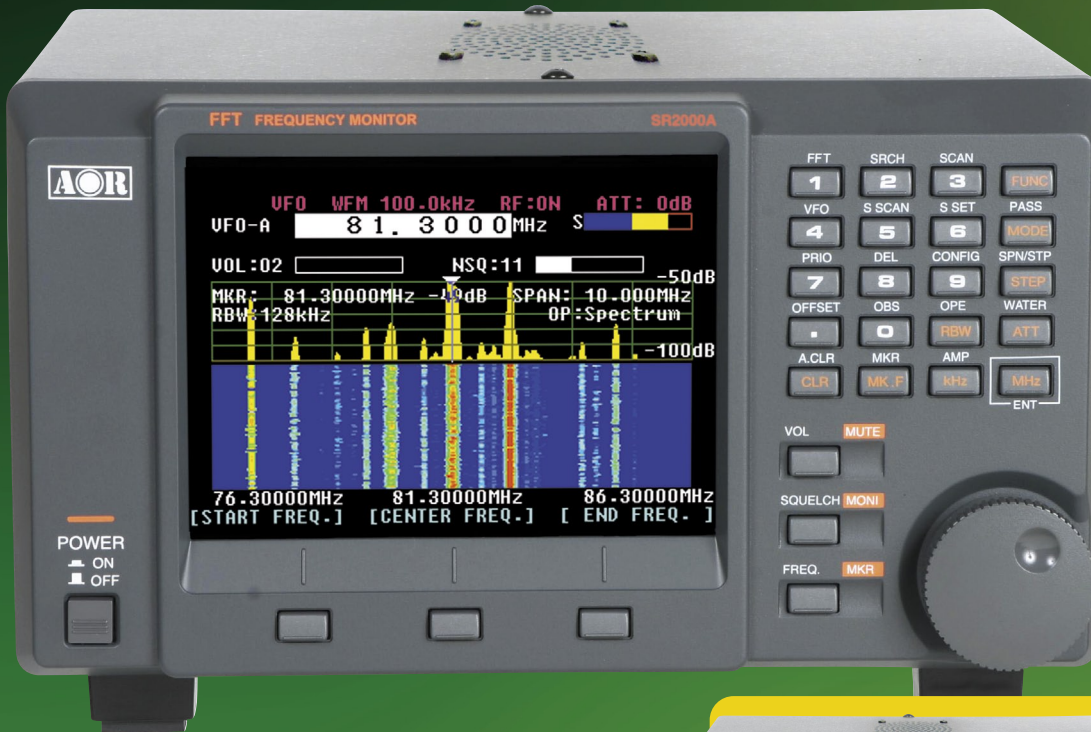 FFT FREQUENCY MONITOR SR2000A
AOR
VFO WFM 100.0kHz RF:ON ATT: 0dB
VFO-A 81.3000MHz S
VOL:02 NSQ:11
-50dB
MKR: 81.30000MHz dB SPAN: 10.000MHz
RBW:128kHz OP:Spectrum
-100dB
76.30000MHz 81.30000MHz 86.30000MHz
[START FREQ.] [CENTER FREQ.] [ END FREQ. ]
POWER
ON
OFF
FFT SRCH SCAN
1 2 3 FUNC
VFO S SCAN S SET PASS
4 5 6 MODE
PRIO DEL CONFIG SPN/STP
7 8 9 STEP
OFFSET OBS OPE WATER
. 0 RBW ATT
A.CLR MKR AMP
CLR MK.F kHz MHz
ENT
VOL MUTE
SQUELCH MONI
FREQ. MKR